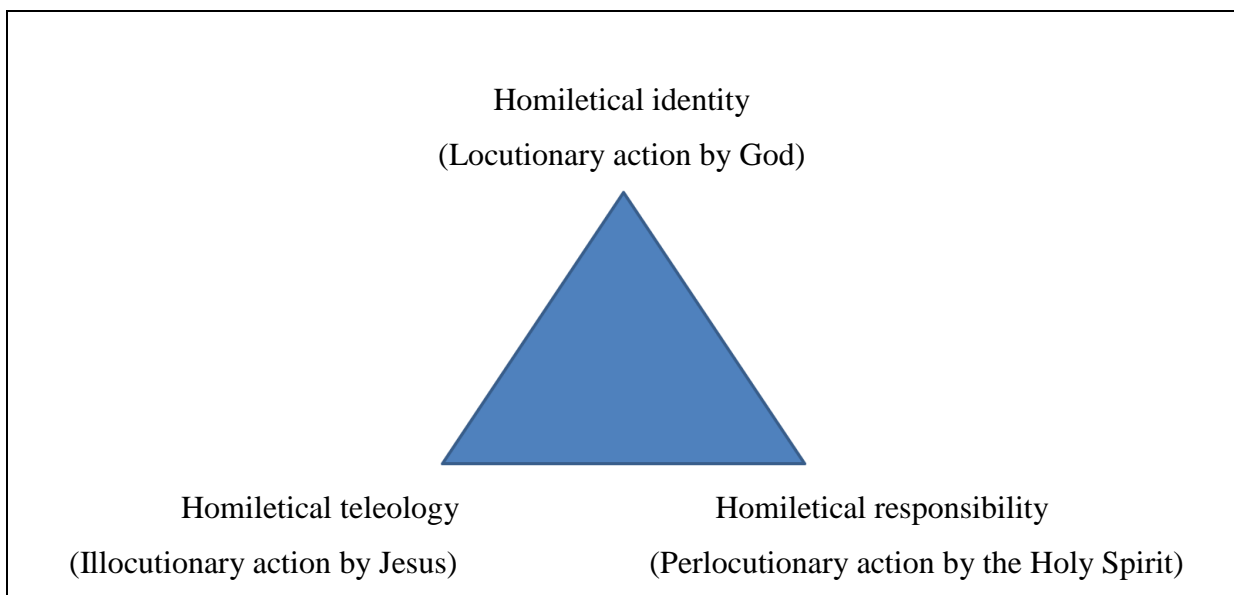 Homiletical identity
(Locutionary action by God)
Homiletical teleology
(Illocutionary action by Jesus)
Homiletical responsibility
(Perlocutionary action by the Holy Spirit)